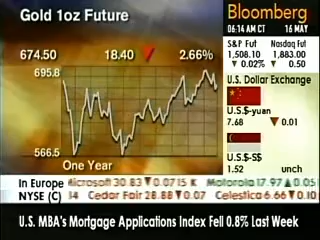 Gold 1oz Future
Bloomberg
06:14 AM CT 16 MAY
674.50 18.40 2.66%
S&P Fut Nasdaq Fut
1,508.10 1,883.00
0.02% 0.50
695.8
U.S. Dollar Exchange
U.S.$-yuan
7.68 0.01
U.S.$-S$
566.5
One Year
1.52 unch
In Europe Microsoft 30.83 0.07 15K Motorola 17.97 0.05
NYSE (C) 14 Cedar Fair 28.88 0.07 Celestica 6.66 0.10
U.S. MBA's Mortgage Applications Index Fell 0.8% Last Week